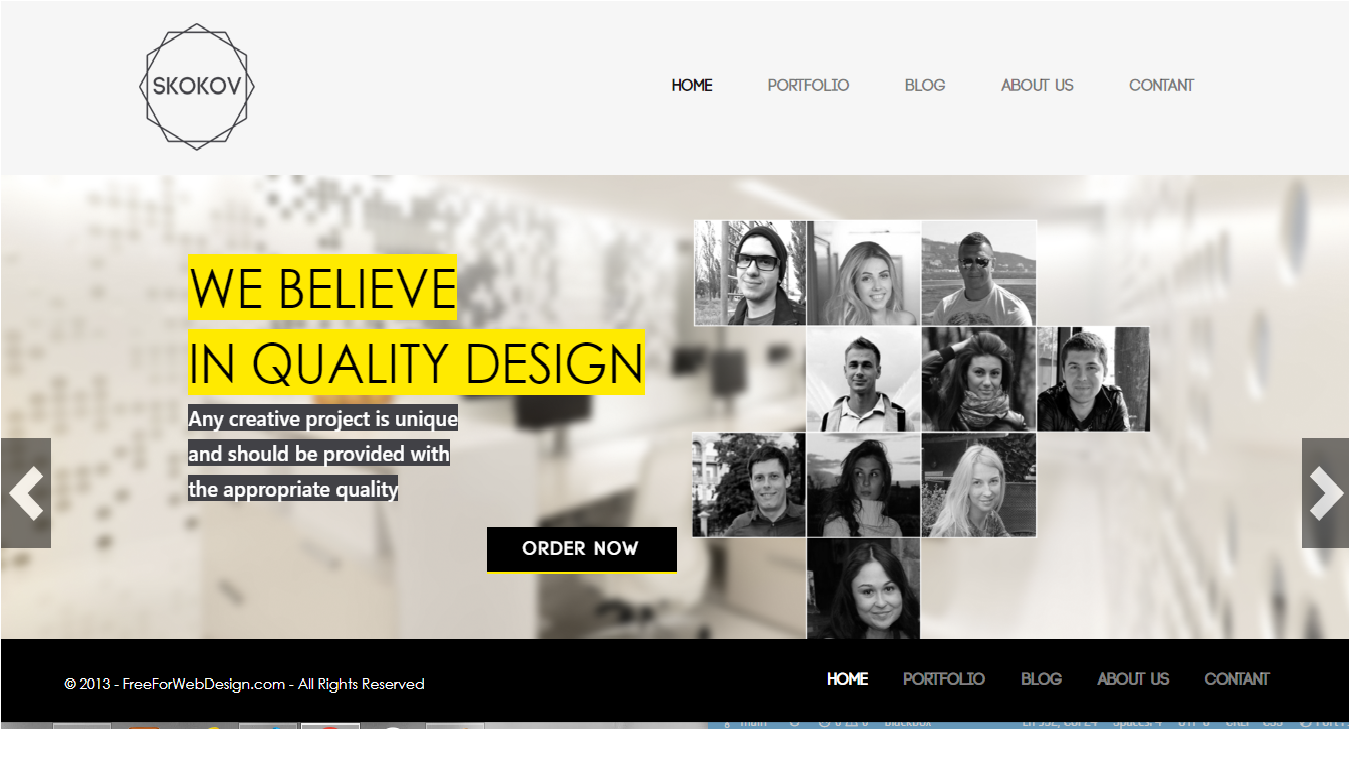 SKOKOV
HOME PORTFOLIO BLOG ABOUT US CONTANT
WE BELIEVE
IN QUALITY DESIGN
Any creative project is unique
and should be provided with
the appropriate quality
ORDER NOW
© 2013 - FreeForWebDesign.com - All Rights Reserved
HOME PORTFOLIO BLOG ABOUT US CONTANT
main blackbox